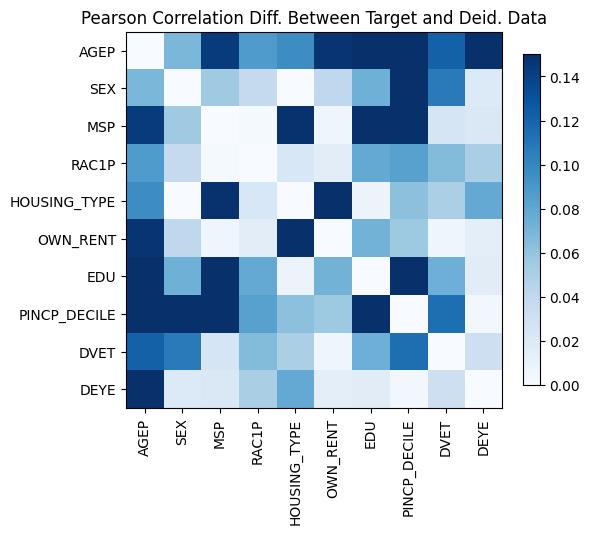 Pearson Correlation Diff. Between Target and Deid. Data
AGEP
SEX
MSP
RAC1P
HOUSING_TYPE
OWN_RENT
EDU
PINCP_DECILE
DVET
DEYE
0.14
0.12
0.10
0.08
0.06
0.04
0.02
0.00
AGEP
SEX
MSP
RAC1P
HOUSING_TYPE
OWN_RENT
EDU
PINCP_DECILE
DVET
DEYE